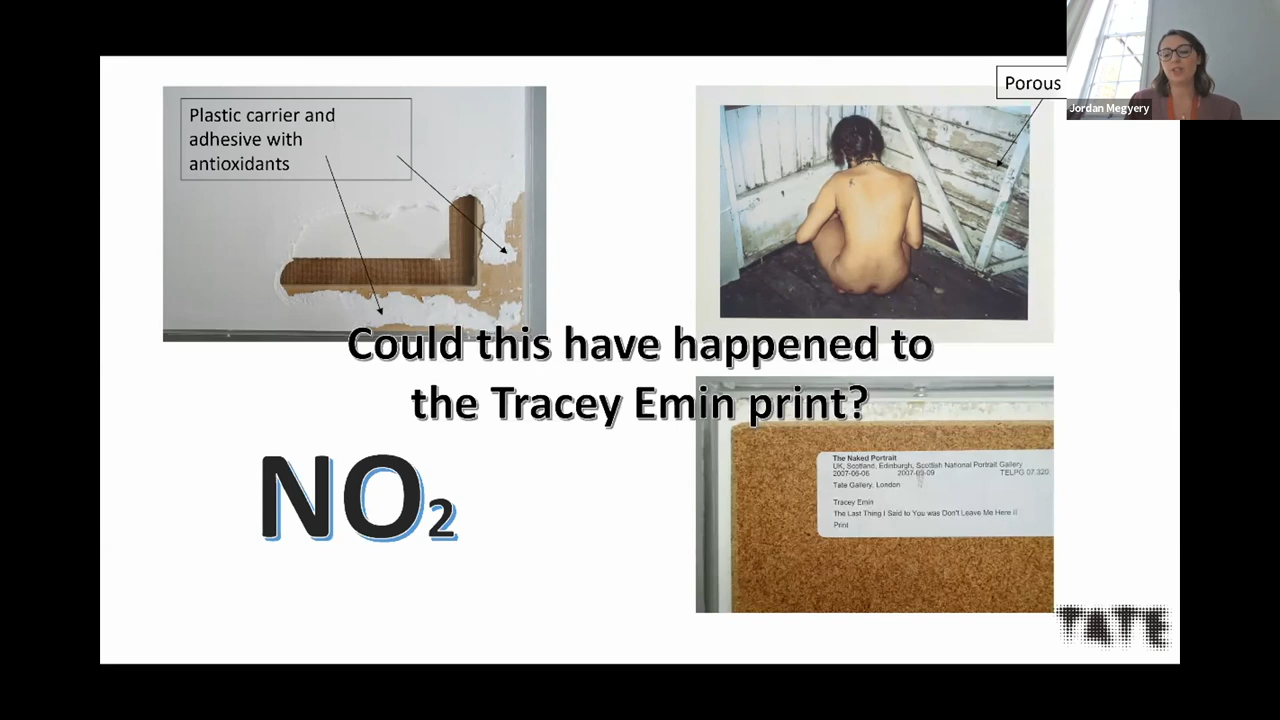 Porous
Jordan Megyery
Plastic carrier and
adhesive with
antioxidants
Could this have happened to
the Tracey Emin print?
NO2
The Naked Portrait
UK, Scotland, Edinburgh, Scottish National Portrait Gallery
2007-06-06 2007-09-09 TELPG 07.320
Tate Gallery, London
Tracey Emin
The Last Thing I Said to You was Don't Leave Me Here II
Print
TATE